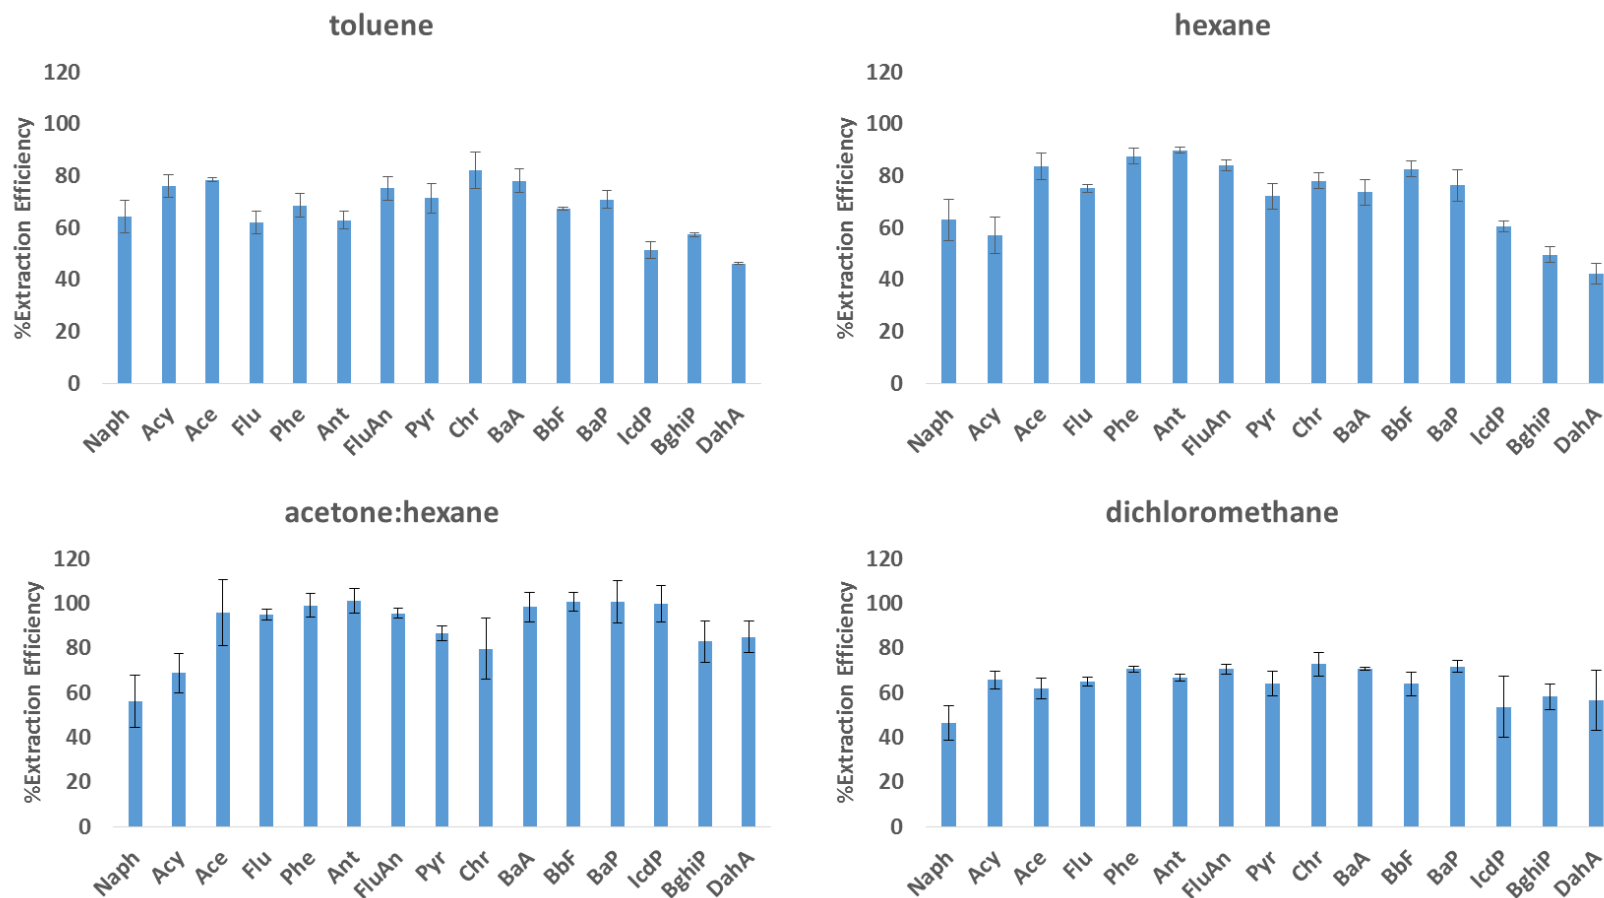 toluene
%Extraction Efficiency
120
100
80
60
40
20
0
Naph Acy Ace Flu Phe Ant FluAn Pyr Chr BaA BbF BaP IcdP BghiP DahA
hexane
%Extraction Efficiency
120
100
80
60
40
20
0
Naph Acy Ace Flu Phe Ant FluAn Pyr Chr BaA BbF BaP IcdP BghiP DahA
acetone:hexane
%Extraction Efficiency
120
100
80
60
40
20
0
Naph Acy Ace Flu Phe Ant FluAn Pyr Chr BaA BbF BaP IcdP BghiP DahA
dichloromethane
%Extraction Efficiency
120
100
80
60
40
20
0
Naph Acy Ace Flu Phe Ant FluAn Pyr Chr BaA BbF BaP IcdP BghiP DahA